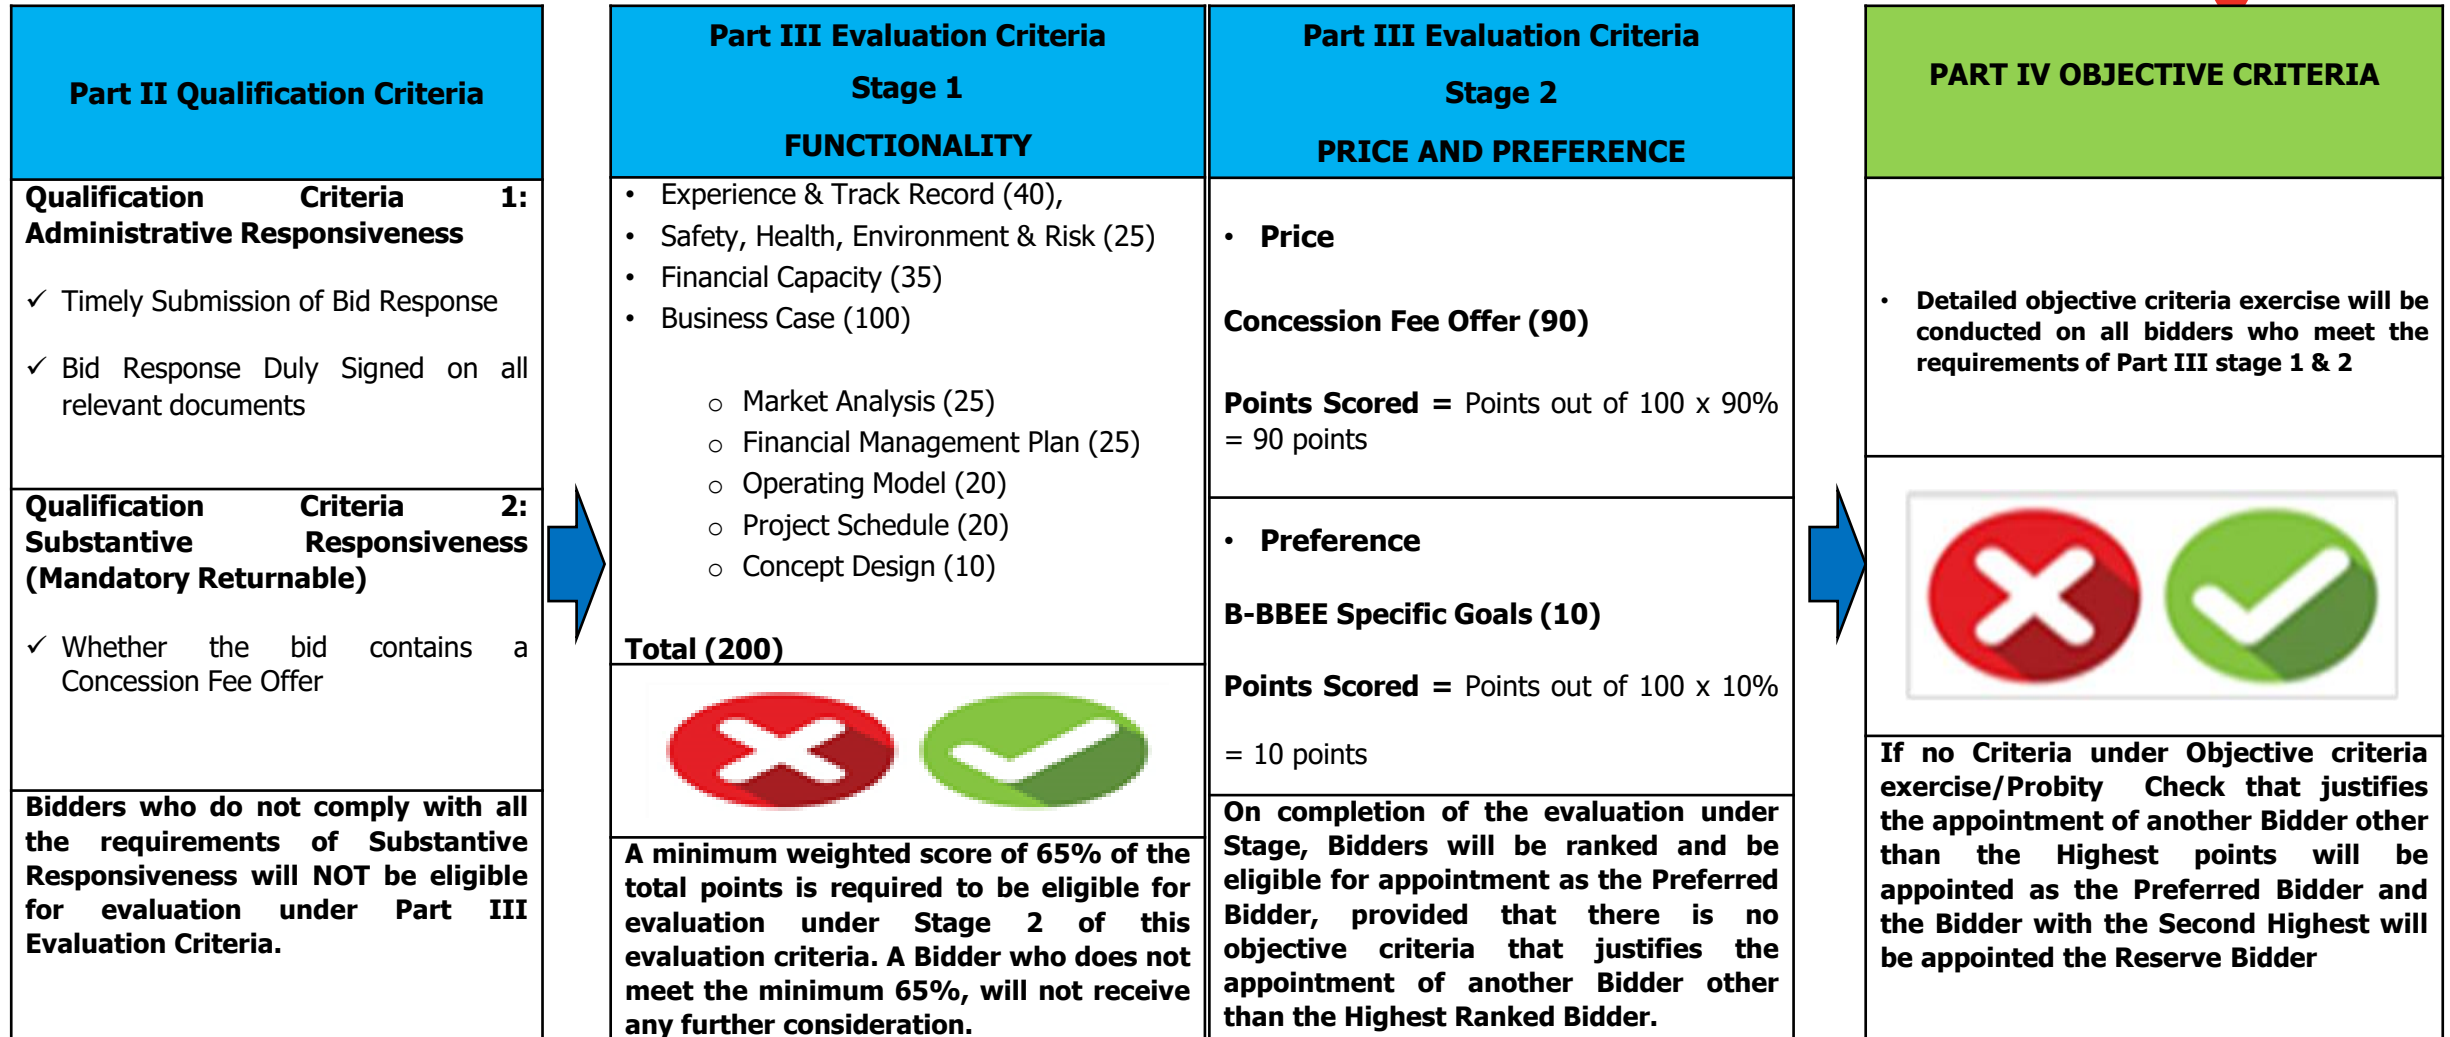 Part II Qualification Criteria
Qualification Criteria 1:
Administrative Responsiveness
✓ Timely Submission of Bid Response
✓ Bid Response Duly Signed on all
relevant documents
Qualification Criteria 2:
Substantive Responsiveness
(Mandatory Returnable)
✓ Whether the bid contains a
Concession Fee Offer
Bidders who do not comply with all
the requirements of Substantive
Responsiveness will NOT be eligible
for evaluation under Part III
Evaluation Criteria.
Part III Evaluation Criteria
Stage 1
FUNCTIONALITY
• Experience & Track Record (40),
• Safety, Health, Environment & Risk (25)
• Financial Capacity (35)
• Business Case (100)
o Market Analysis (25)
o Financial Management Plan (25)
o Operating Model (20)
o Project Schedule (20)
o Concept Design (10)
Total (200)
A minimum weighted score of 65% of the
total points is required to be eligible for
evaluation under Stage 2 of this
evaluation criteria. A Bidder who does not
meet the minimum 65%, will not receive
any further consideration.
Part III Evaluation Criteria
Stage 2
PRICE AND PREFERENCE
• Price
Concession Fee Offer (90)
Points Scored = Points out of 100 x 90%
= 90 points
• Preference
B-BBEE Specific Goals (10)
Points Scored = Points out of 100 x 10%
= 10 points
On completion of the evaluation under
Stage, Bidders will be ranked and be
eligible for appointment as the Preferred
Bidder, provided that there is no
objective criteria that justifies the
appointment of another Bidder other
than the Highest Ranked Bidder.
PART IV OBJECTIVE CRITERIA
• Detailed objective criteria exercise will be
conducted on all bidders who meet the
requirements of Part III stage 1 & 2
If no Criteria under Objective criteria
exercise/Probity Check that justifies
the appointment of another Bidder other
than the Highest points will be
appointed as the Preferred Bidder and
the Bidder with the Second Highest will
be appointed the Reserve Bidder